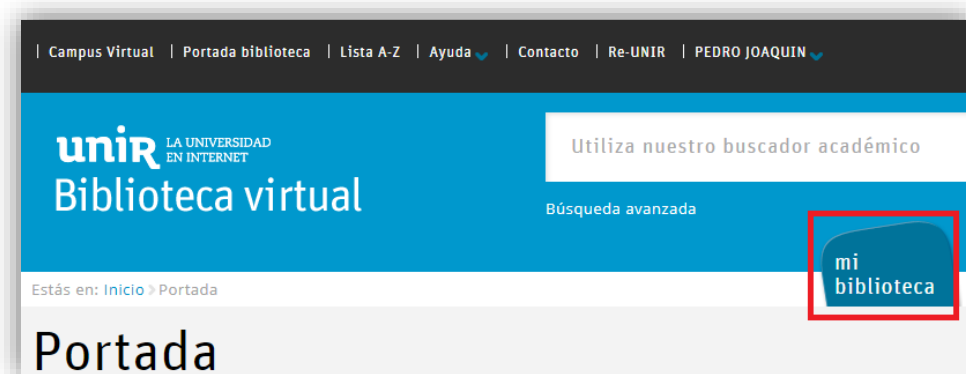 | Campus Virtual | Portada biblioteca | Lista A-Z | Ayuda | Contacto | Re-UNIR | PEDRO JOAQUIN
unir LA UNIVERSIDAD
EN INTERNET
Biblioteca virtual
Utiliza nuestro buscador académico
Búsqueda avanzada
mi
biblioteca
Estás en: Inicio > Portada
Portada